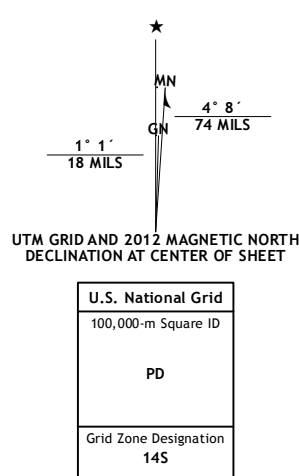 ★
MN
4° 8´
74 MILS
GN
1° 1´
18 MILS
UTM GRID AND 2012 MAGNETIC NORTH
DECLINATION AT CENTER OF SHEET
U.S. National Grid
100,000-m Square ID
PD
Grid Zone Designation
14S